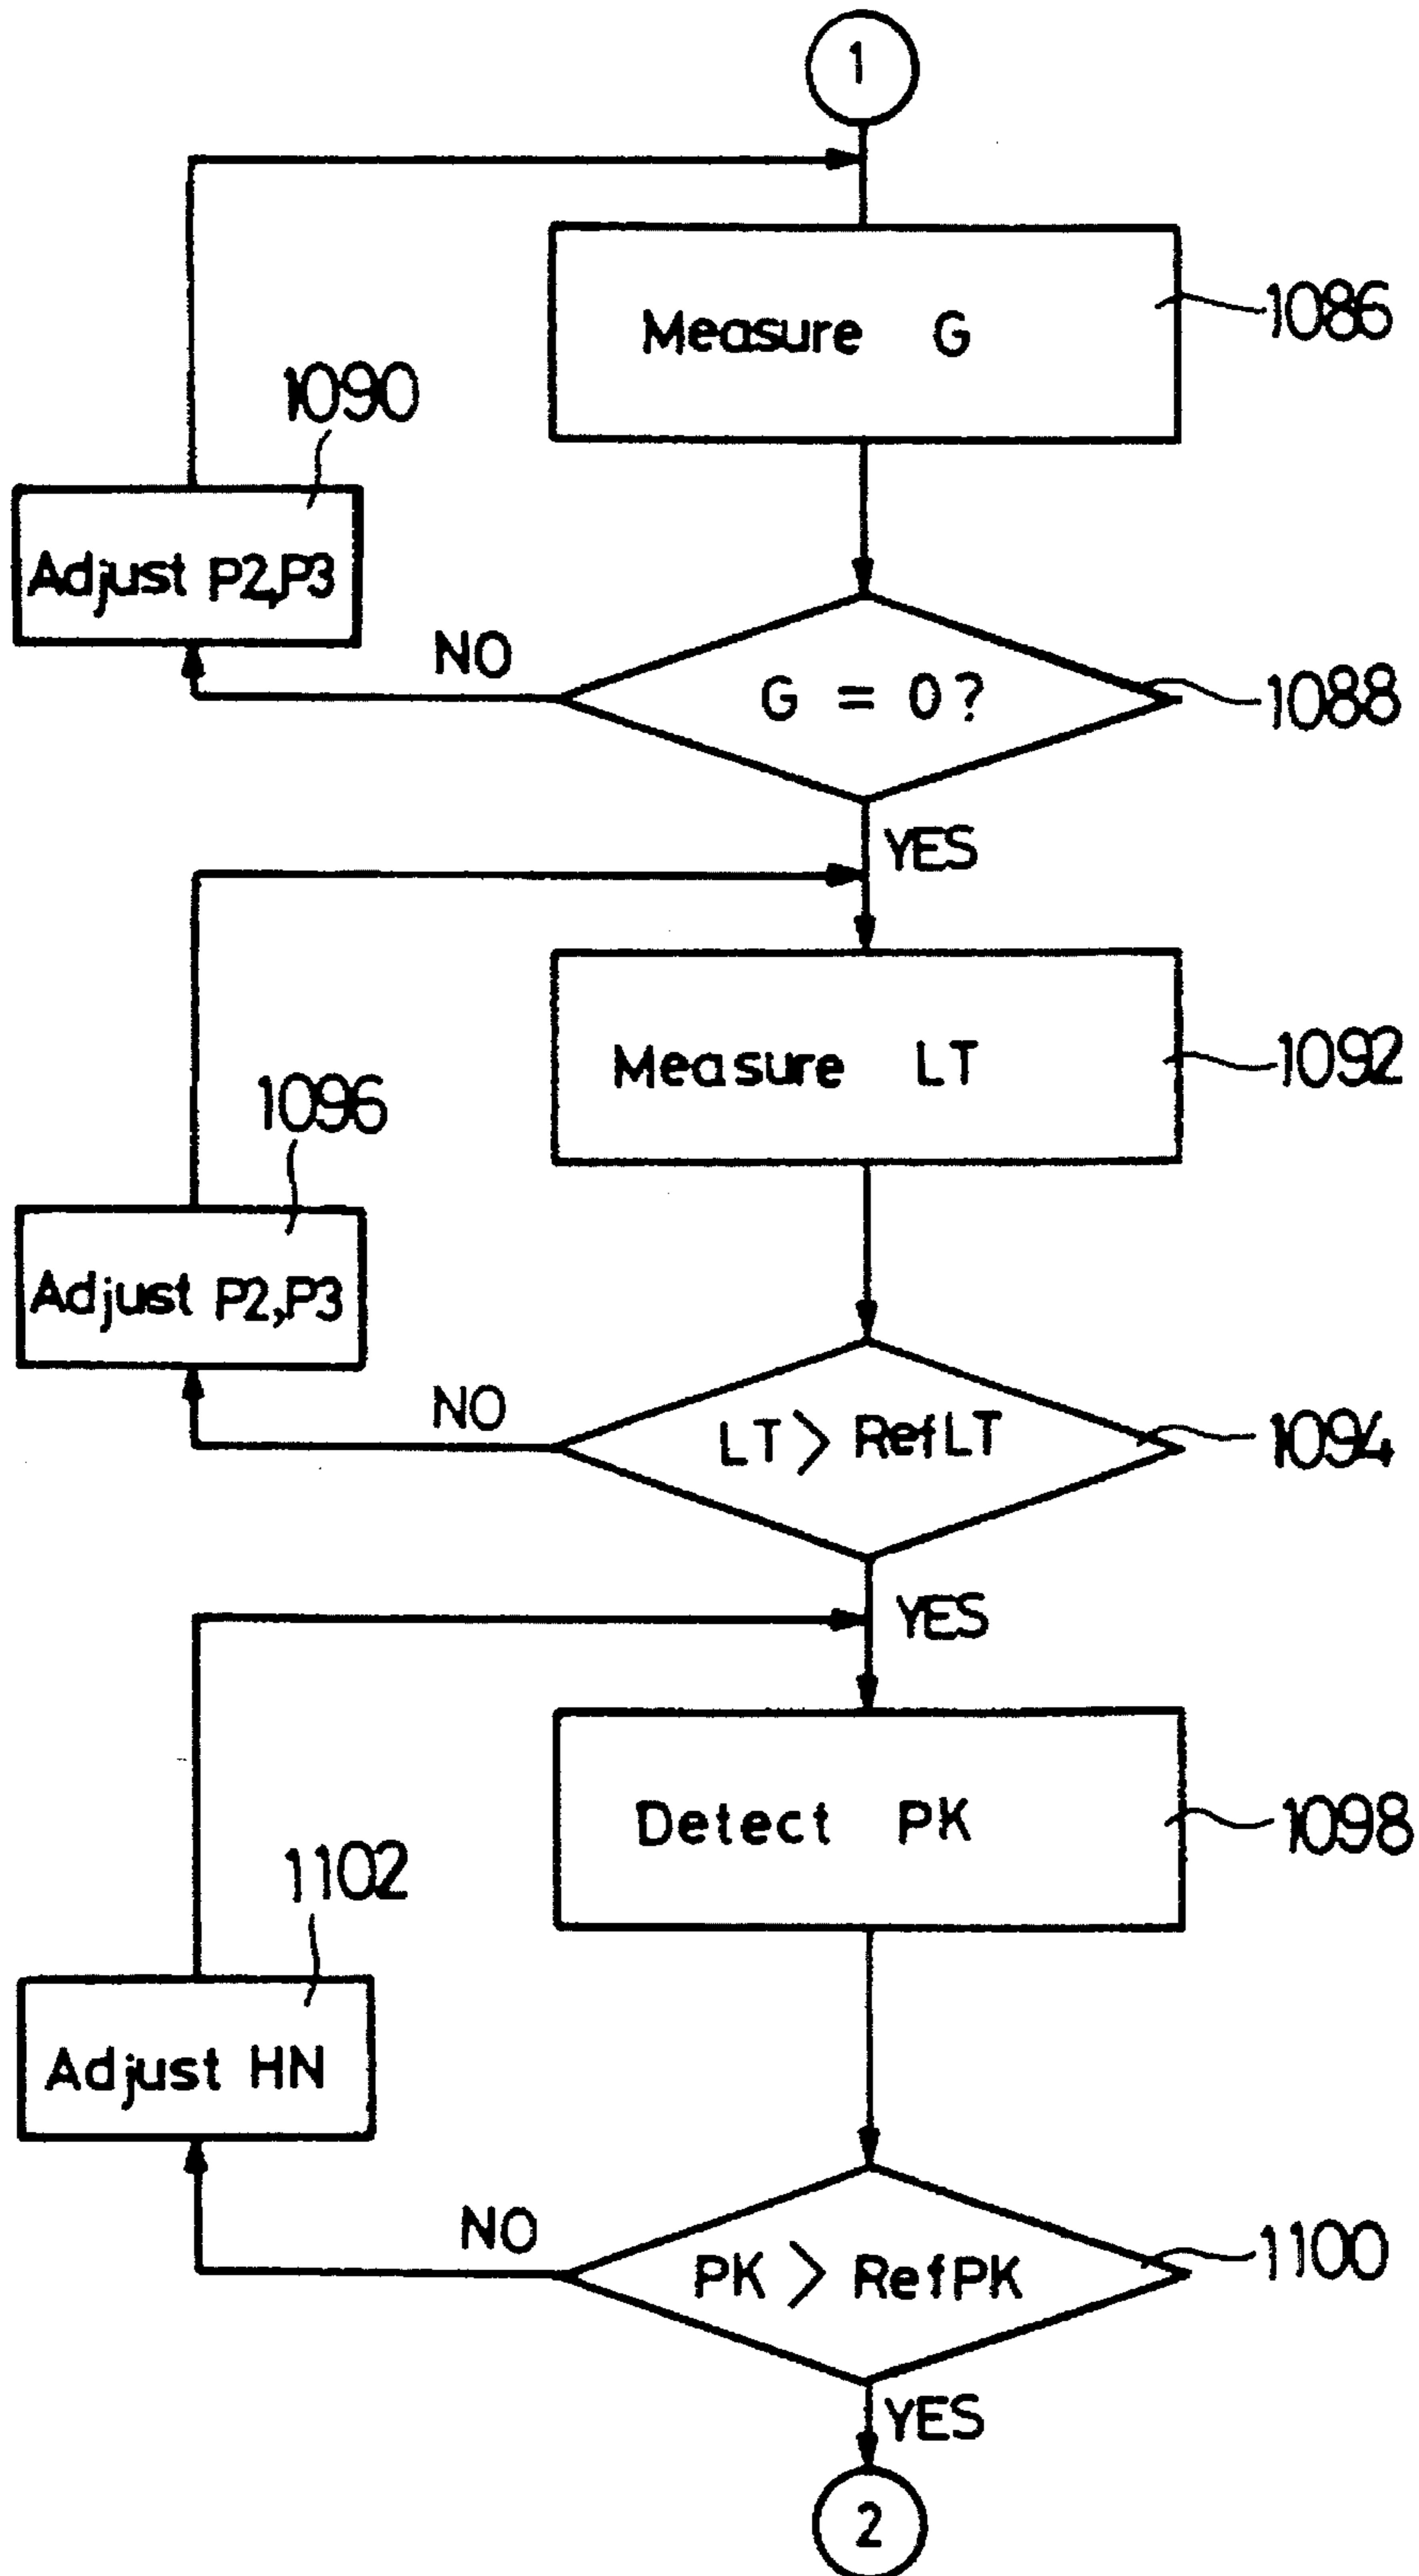 1
Measure G
1086
1090
Adjust P2,P3
NO
G = 0?
1088
YES
Measure LT
1092
1096
Adjust P2,P3
NO
LT > RefLT
1094
YES
Detect PK
1098
1102
Adjust HN
NO
PK > RefPK
1100
YES
2